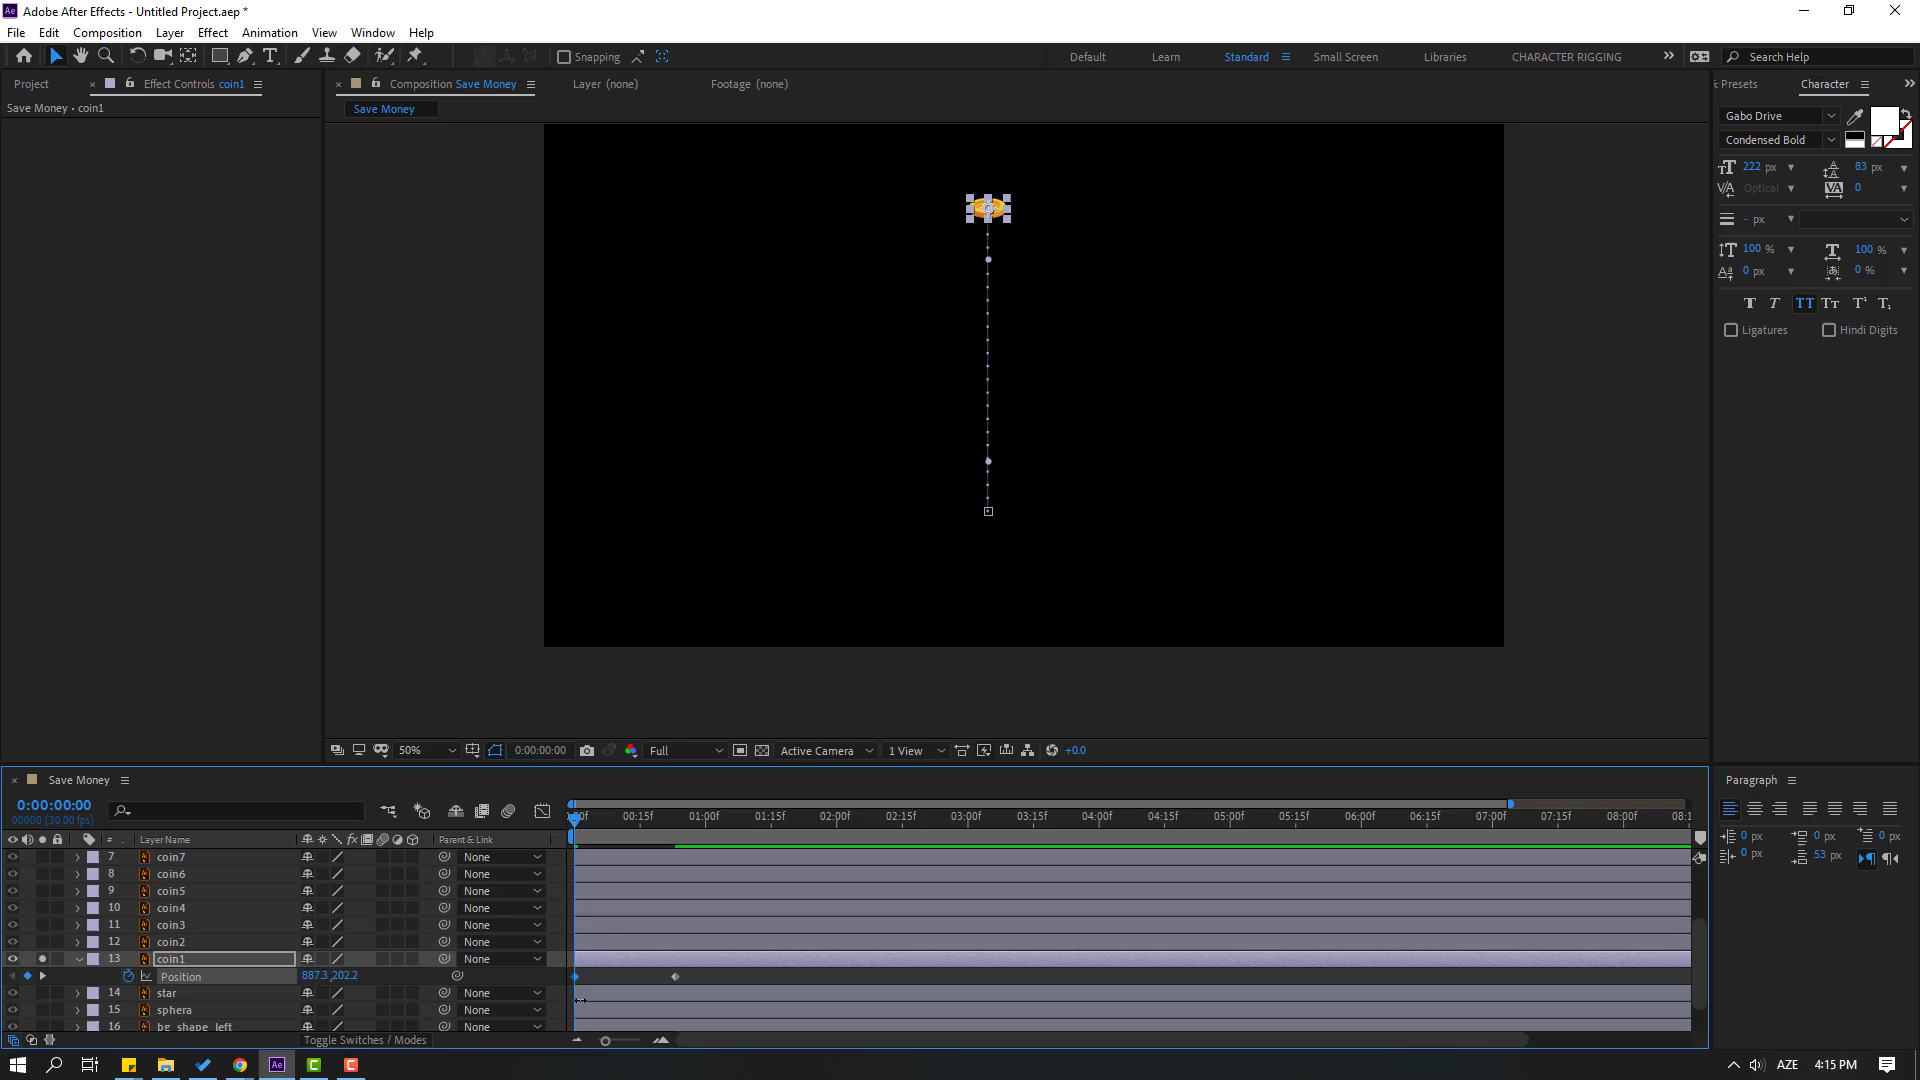 Adobe After Effects - Untitled Project.aep *
File Edit Composition Layer Effect Animation View Window Help
Snapping Default Learn Standard Small Screen Libraries CHARACTER RIGGING Search Help
Project Effect Controls coin1 Composition Save Money Layer (none) Footage (none) Presets Character
Save Money • coin1
Save Money
Gabo Drive
Condensed Bold
222 px 83 px
Optical 0
- px
100 % 100 %
0 px 0 %
Ligatures Hindi Digits
50% 0:00:00:00 Full Active Camera 1 View +0.0
Save Money
Paragraph
0:00:00:00
00000 (30.00 fps)
:00f 00:15f 01:00f 01:15f 02:00f 02:15f 03:00f 03:15f 04:00f 04:15f 05:00f 05:15f 06:00f 06:15f 07:00f 07:15f 08:00f 08:1
0 px 0 px 0 px
0 px 53 px
# Layer Name Parent & Link
7 coin7 None
8 coin6 None
9 coin5 None
10 coin4 None
11 coin3 None
12 coin2 None
13 coin1 None
Position 887.3 ,202.2
14 star None
15 sphera None
16 bg_shape_left None
Toggle Switches / Modes
AZE 4:15 PM